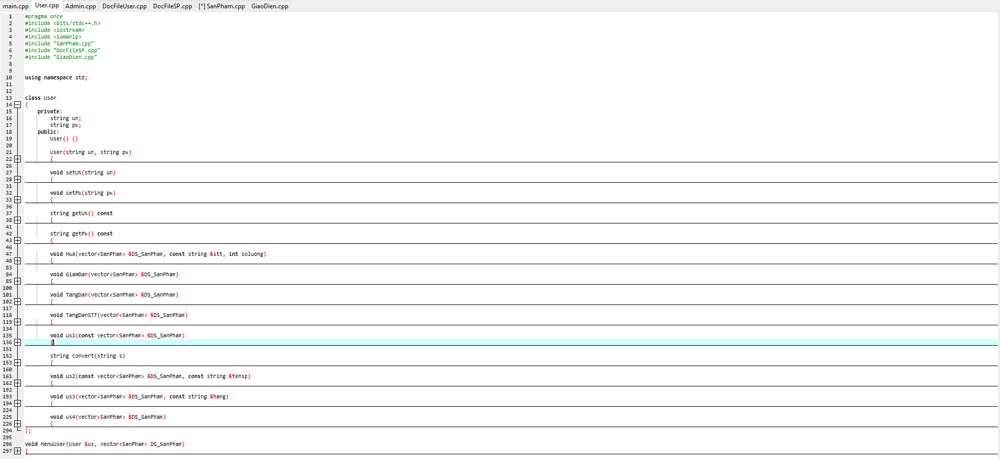 main.cpp User.cpp Admin.cpp DocFileUser.cpp DocFileSP.cpp [*] SanPham.cpp GiaoDien.cpp
1 #pragma once
2 #include <bits/stdc++.h>
3 #include <iostream>
4 #include <iomanip>
5 #include "SanPham.cpp"
6 #include "DocFileSP.cpp"
7 #include "GiaoDien.cpp"
8
9
10 using namespace std;
11
12
13 class User
14 {
15 private:
16 string un;
17 string pw;
18 public:
19 User() {}
20
21 User(string un, string pw)
22 {
26
27 void setUN(string un)
28 {
31
32 void setPW(string pw)
33 {
36
37 string getUN() const
38 {
41
42 string getPW() const
43 {
46
47 void Mua(vector<SanPham> &DS_SanPham, const string &stt, int soluong)
48 {
83
84 void GiamDan(vector<SanPham> &DS_SanPham)
85 {
100
101 void TangDan(vector<SanPham> &DS_SanPham)
102 {
117
118 void TangDanSTT(vector<SanPham> &DS_SanPham)
119 {
134
135 void us1(const vector<SanPham> &DS_SanPham)
136 {
151
152 string convert(string s)
153 {
160
161 void us2(const vector<SanPham> &DS_SanPham, const string &tensp)
162 {
192
193 void us3(vector<SanPham> &DS_SanPham, const string &hang)
194 {
224
225 void us4(vector<SanPham> &DS_SanPham)
226 {
294 };
295
296 void MenuUser(User &us, vector<SanPham> DS_SanPham)
297 {